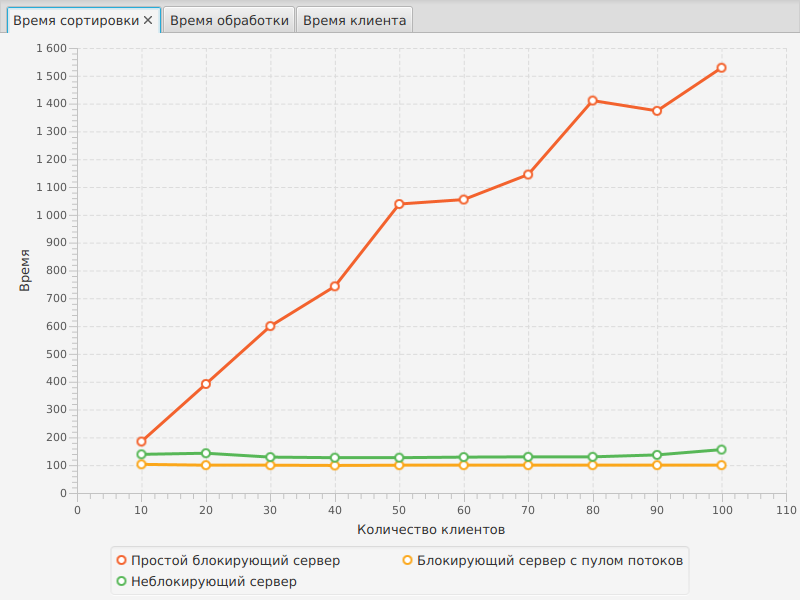 Время сортировки × Время обработки Время клиента
1 600
1 500
1 400
1 300
1 200
1 100
1 000
900
800
700
600
500
400
300
200
100
0
Время
0 10 20 30 40 50 60 70 80 90 100 110
Количество клиентов
Простой блокирующий сервер Блокирующий сервер с пулом потоков
Неблокирующий сервер